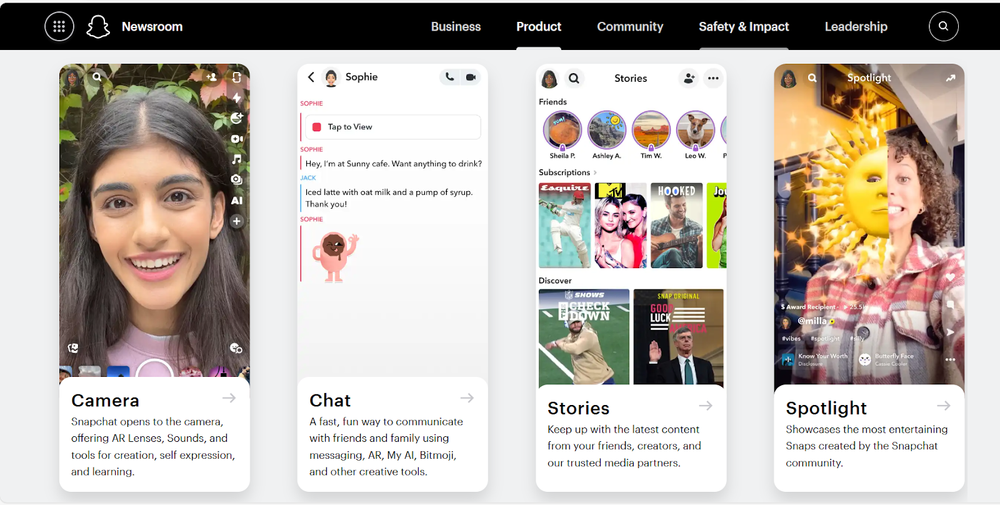 Newsroom
Business
Product
Community
Safety & Impact
Leadership
AI
Camera
Snapchat opens to the camera,
offering AR Lenses, Sounds, and
tools for creation, self expression,
and learning.
Sophie
SOPHIE
Tap to View
SOPHIE
Hey, I'm at Sunny cafe. Want anything to drink?
JACK
Iced latte with oat milk and a pump of syrup.
Thank you!
SOPHIE
Chat
A fast, fun way to communicate
with friends and family using
messaging, AR, My AI, Bitmoji,
and other creative tools.
Stories
Friends
YUM!
Sheila P.
Ashley A.
Tim W.
Leo W.
P
Subscriptions
Esquire
MTV
HOOKED
Jo
Discover
NFL SHOWS
THE CHECK
DOWN
SNAP ORIGINAL
GOOD
LUCK
AMERICA
Stories
Keep up with the latest content
from your friends, creators, and
our trusted media partners.
Spotlight
$ Award Recipient · 25.5k
@milla
#vibes #spotlight #silly
Know Your Worth
Disclosure
Butterfly Face
Cassie Cooler
Spotlight
Showcases the most entertaining
Snaps created by the Snapchat
community.